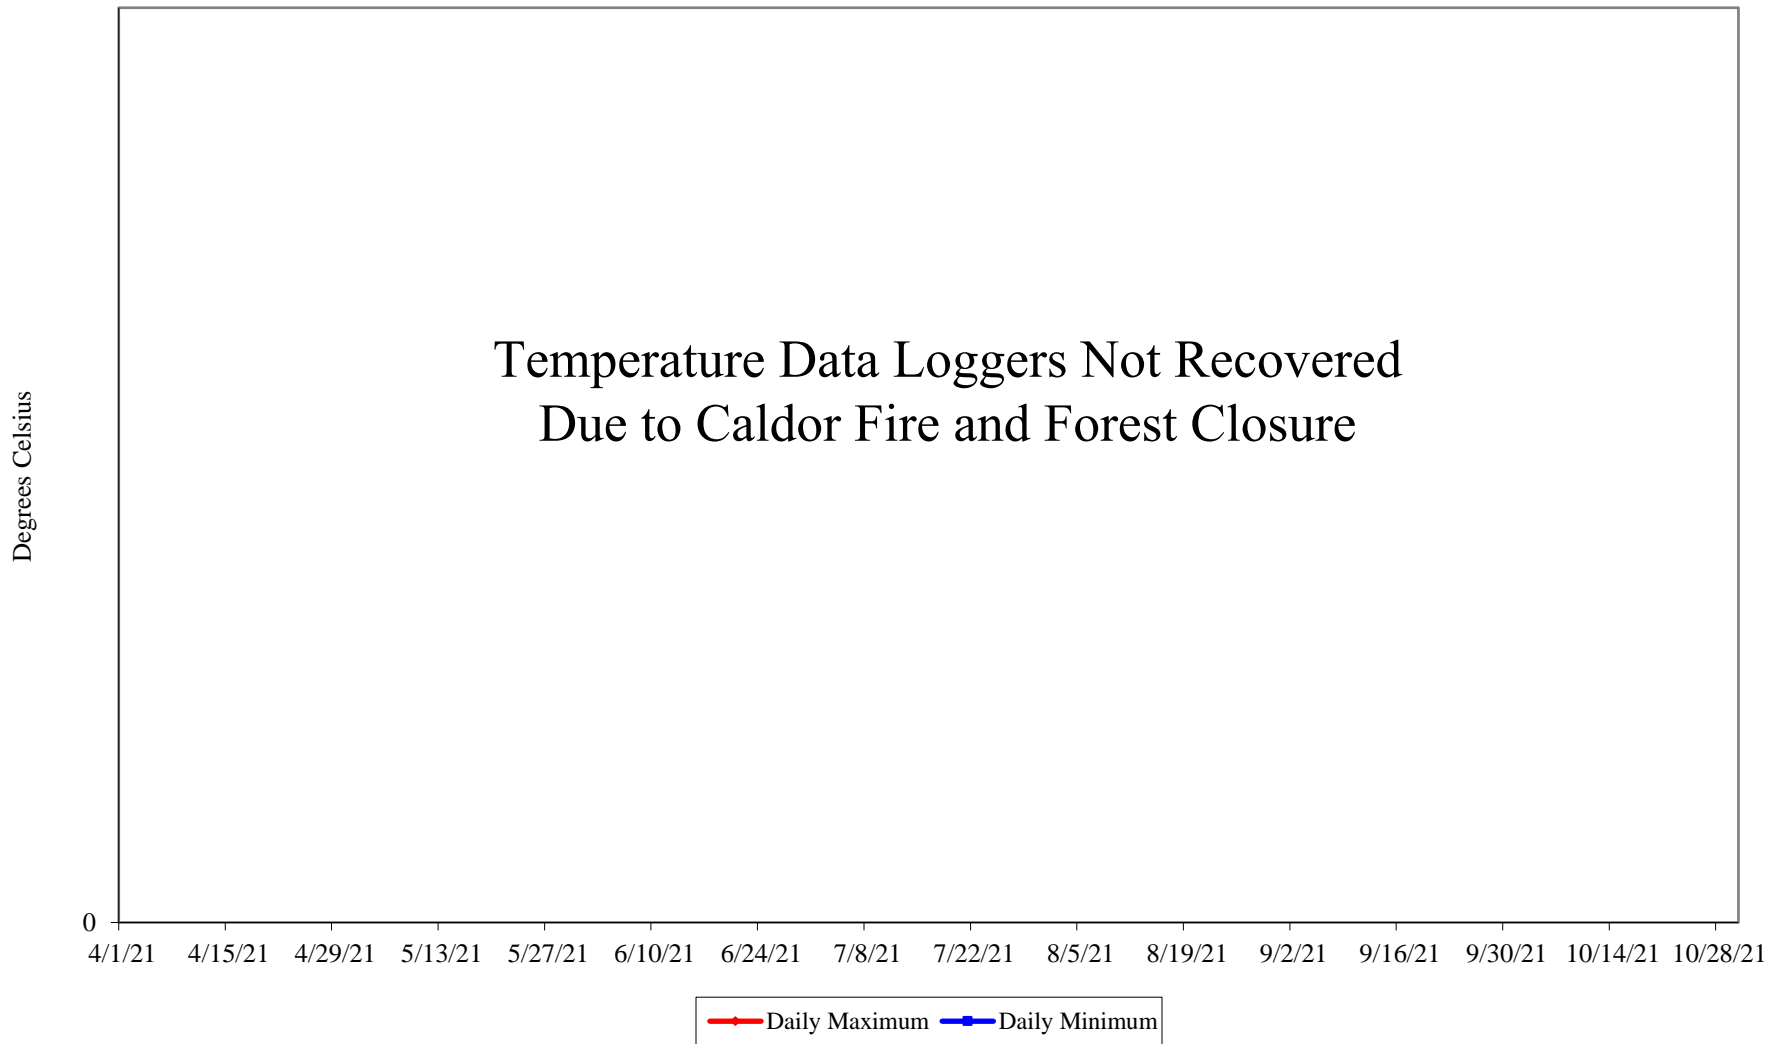 Temperature Data Loggers Not Recovered
Due to Caldor Fire and Forest Closure
Degrees Celsius
0
4/1/21 4/15/21 4/29/21 5/13/21 5/27/21 6/10/21 6/24/21 7/8/21 7/22/21 8/5/21 8/19/21 9/2/21 9/16/21 9/30/21 10/14/21 10/28/21
Daily Maximum Daily Minimum